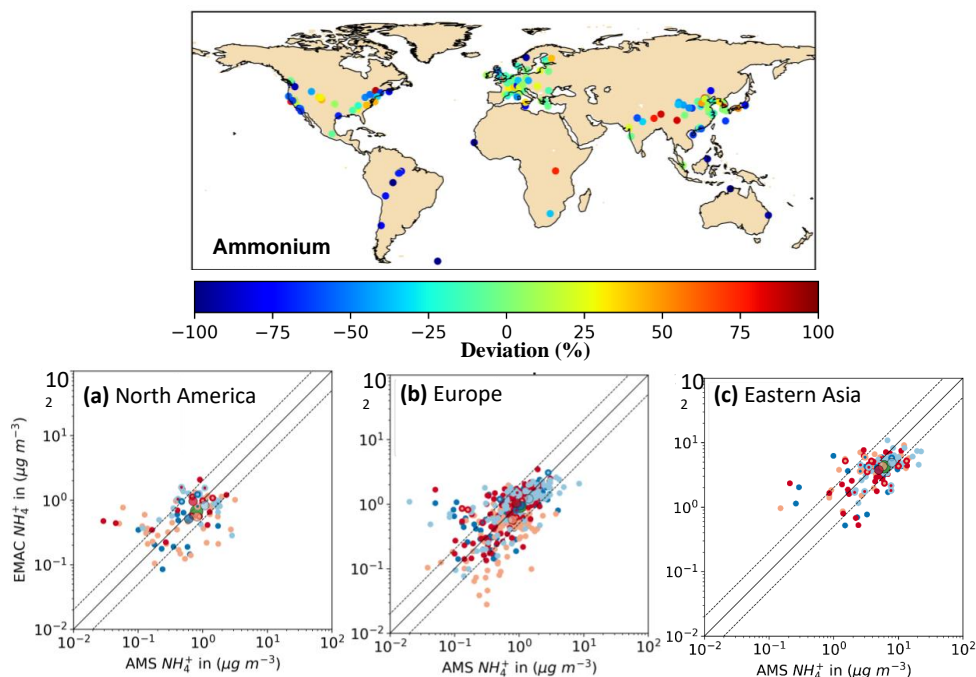 Ammonium
−100 −75 −50 −25 0 25 50 75 100
Deviation (%)
(a) North America
(b) Europe
(c) Eastern Asia
EMAC NH₄⁺ in (μg m⁻³)
10
2
10¹
10⁰
10⁻¹
10⁻²
10⁻² 10⁻¹ 10⁰ 10¹ 10²
AMS NH₄⁺ in (μg m⁻³)
10
2
10¹
10⁰
10⁻¹
10⁻²
10⁻² 10⁻¹ 10⁰ 10¹ 10²
AMS NH₄⁺ in (μg m⁻³)
10
2
10¹
10⁰
10⁻¹
10⁻²
10⁻² 10⁻¹ 10⁰ 10¹ 10²
AMS NH₄⁺ in (μg m⁻³)